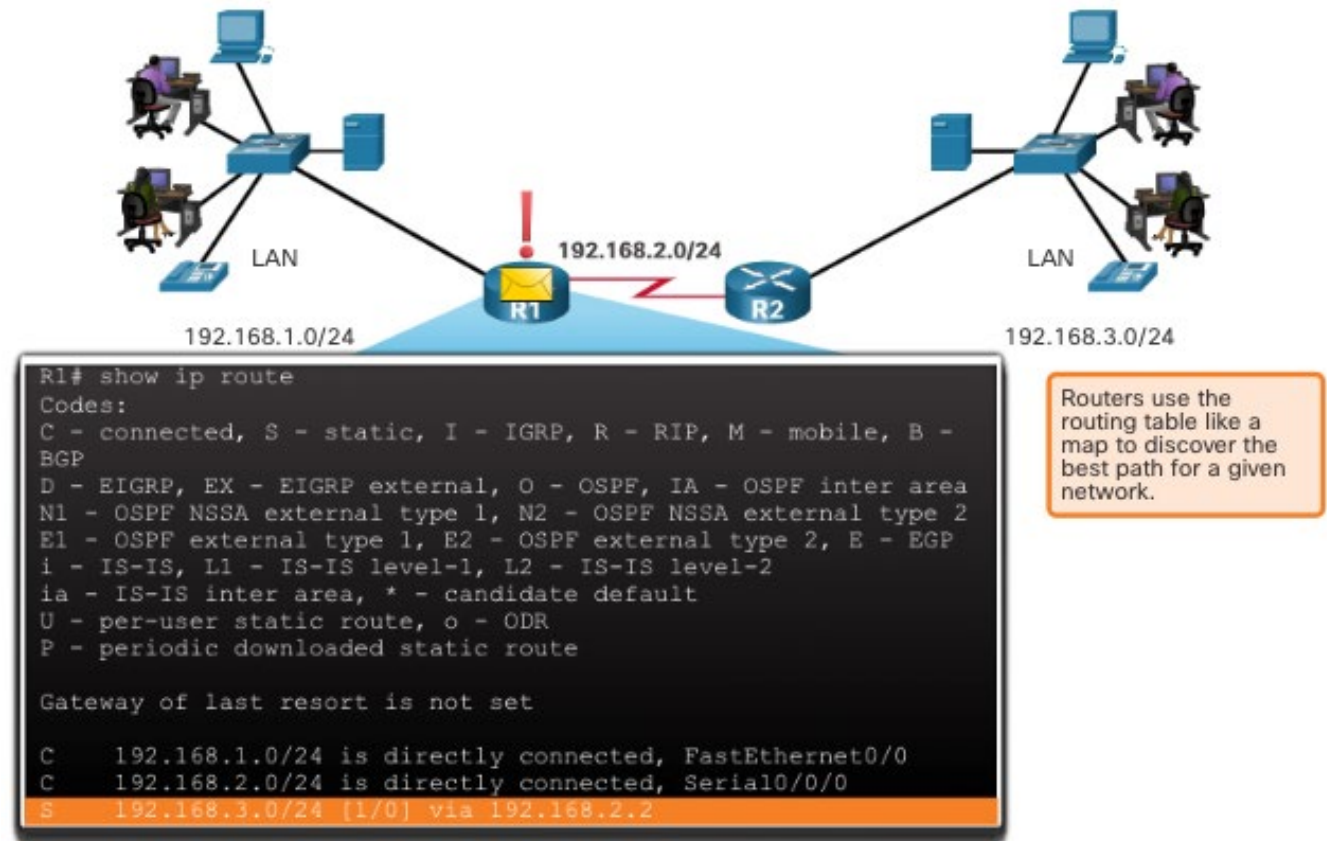 LAN
192.168.1.0/24
R1
192.168.2.0/24
R2
LAN
192.168.3.0/24
R1# show ip route
Codes:
C - connected, S - static, I - IGRP, R - RIP, M - mobile, B -
BGP
D - EIGRP, EX - EIGRP external, O - OSPF, IA - OSPF inter area
N1 - OSPF NSSA external type 1, N2 - OSPF NSSA external type 2
E1 - OSPF external type 1, E2 - OSPF external type 2, E - EGP
i - IS-IS, L1 - IS-IS level-1, L2 - IS-IS level-2
ia - IS-IS inter area, * - candidate default
U - per-user static route, o - ODR
P - periodic downloaded static route
Gateway of last resort is not set
C 192.168.1.0/24 is directly connected, FastEthernet0/0
C 192.168.2.0/24 is directly connected, Serial0/0/0
S 192.168.3.0/24 [1/0] via 192.168.2.2
Routers use the
routing table like a
map to discover the
best path for a given
network.